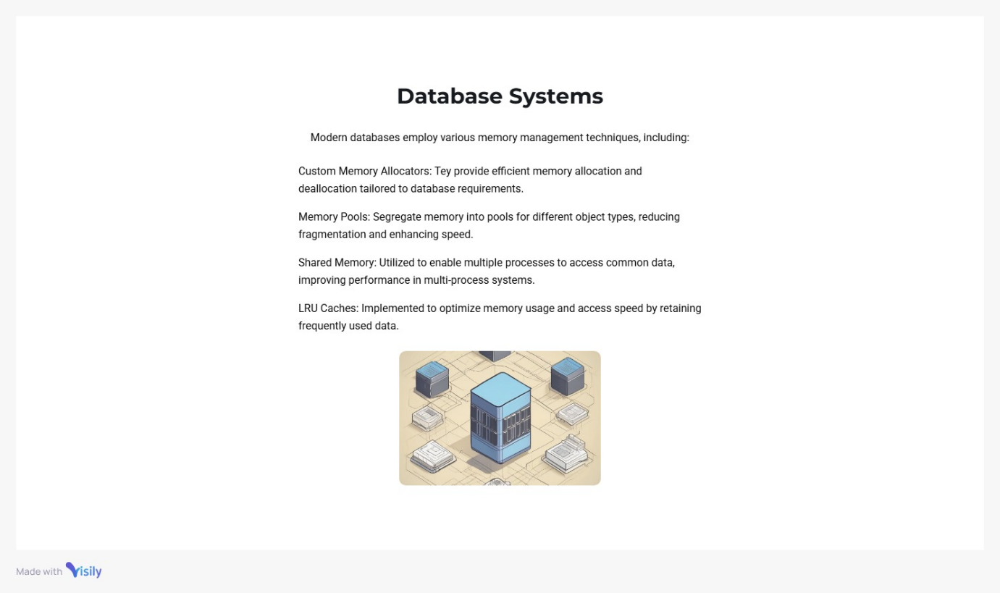 Database Systems
Modern databases employ various memory management techniques, including:
Custom Memory Allocators: Tey provide efficient memory allocation and
deallocation tailored to database requirements.
Memory Pools: Segregate memory into pools for different object types, reducing
fragmentation and enhancing speed.
Shared Memory: Utilized to enable multiple processes to access common data,
improving performance in multi-process systems.
LRU Caches: Implemented to optimize memory usage and access speed by retaining
frequently used data.
Made with Visily